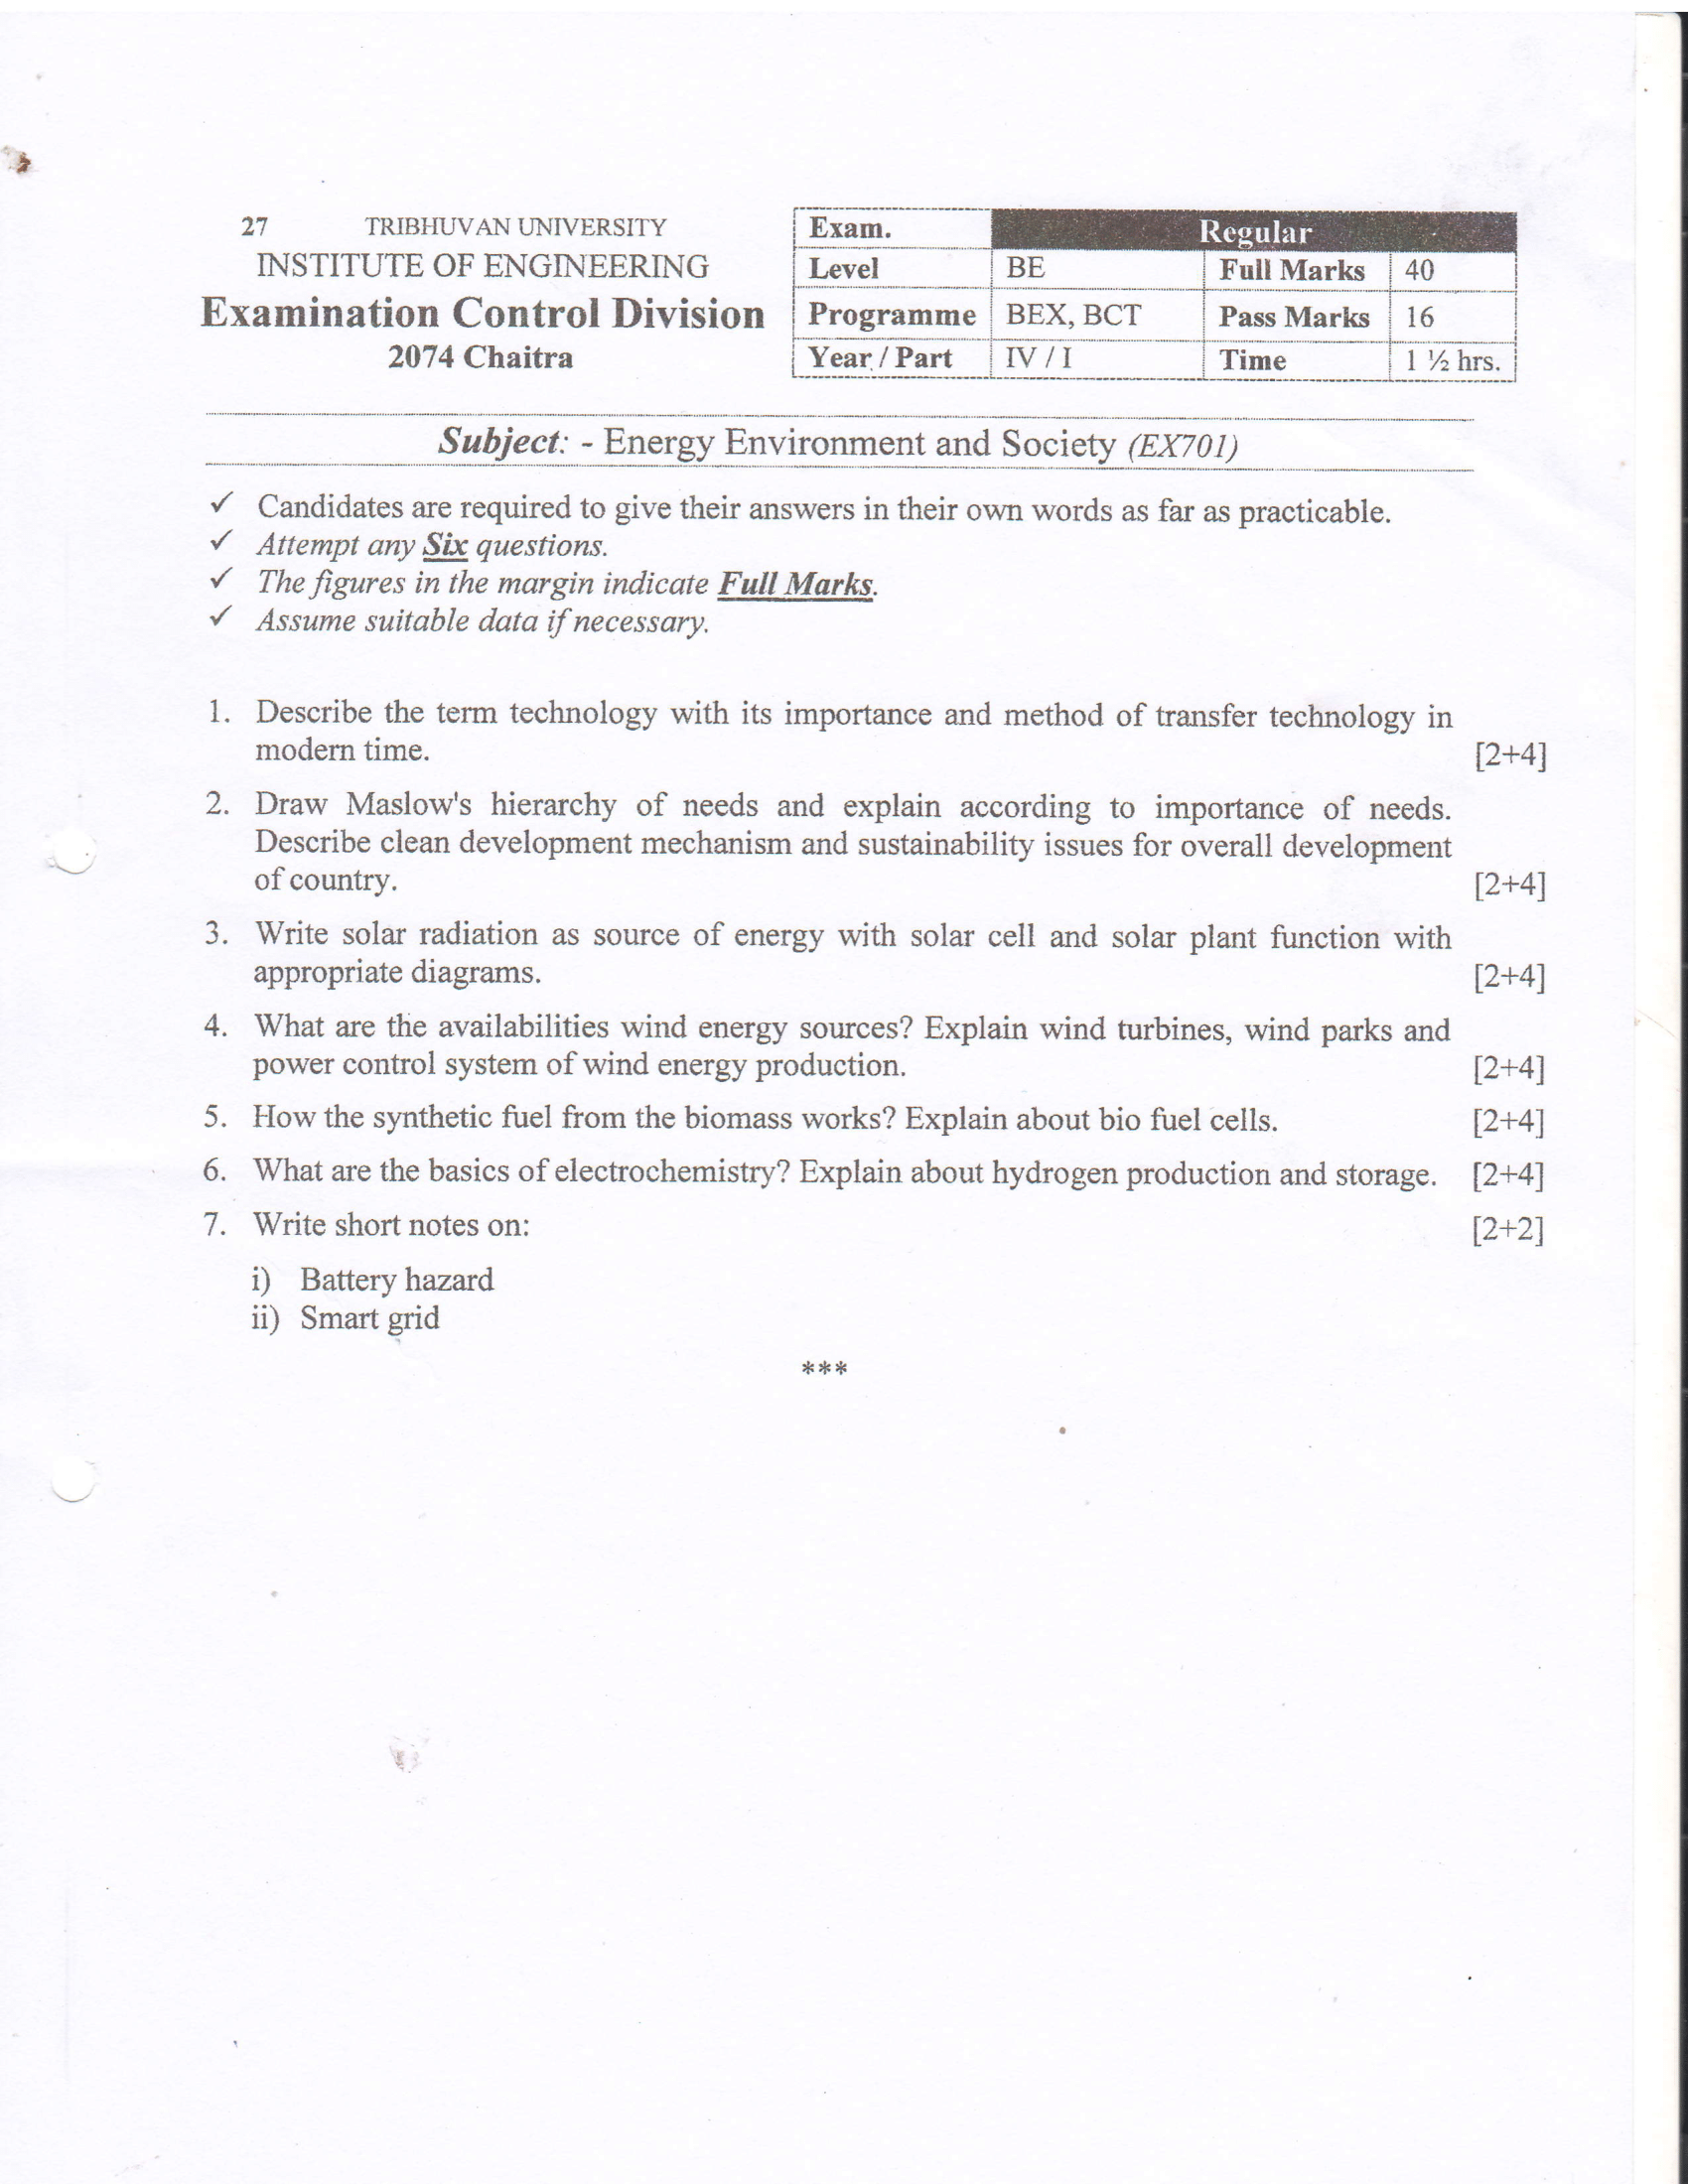 27 TRIBHUVAN UNIVERSITY
INSTITUTE OF ENGINEERING
Examination Control Division
2074 Chaitra
Exam. Regular
Level BE Full Marks 40
Programme BEX, BCT Pass Marks 16
Year / Part IV / I Time 1 ½ hrs.
Subject: - Energy Environment and Society (EX701)
✓ Candidates are required to give their answers in their own words as far as practicable.
✓ Attempt any Six questions.
✓ The figures in the margin indicate Full Marks.
✓ Assume suitable data if necessary.
1. Describe the term technology with its importance and method of transfer technology in
modern time. [2+4]
2. Draw Maslow's hierarchy of needs and explain according to importance of needs.
Describe clean development mechanism and sustainability issues for overall development
of country. [2+4]
3. Write solar radiation as source of energy with solar cell and solar plant function with
appropriate diagrams. [2+4]
4. What are the availabilities wind energy sources? Explain wind turbines, wind parks and
power control system of wind energy production. [2+4]
5. How the synthetic fuel from the biomass works? Explain about bio fuel cells. [2+4]
6. What are the basics of electrochemistry? Explain about hydrogen production and storage. [2+4]
7. Write short notes on: [2+2]
i) Battery hazard
ii) Smart grid
***